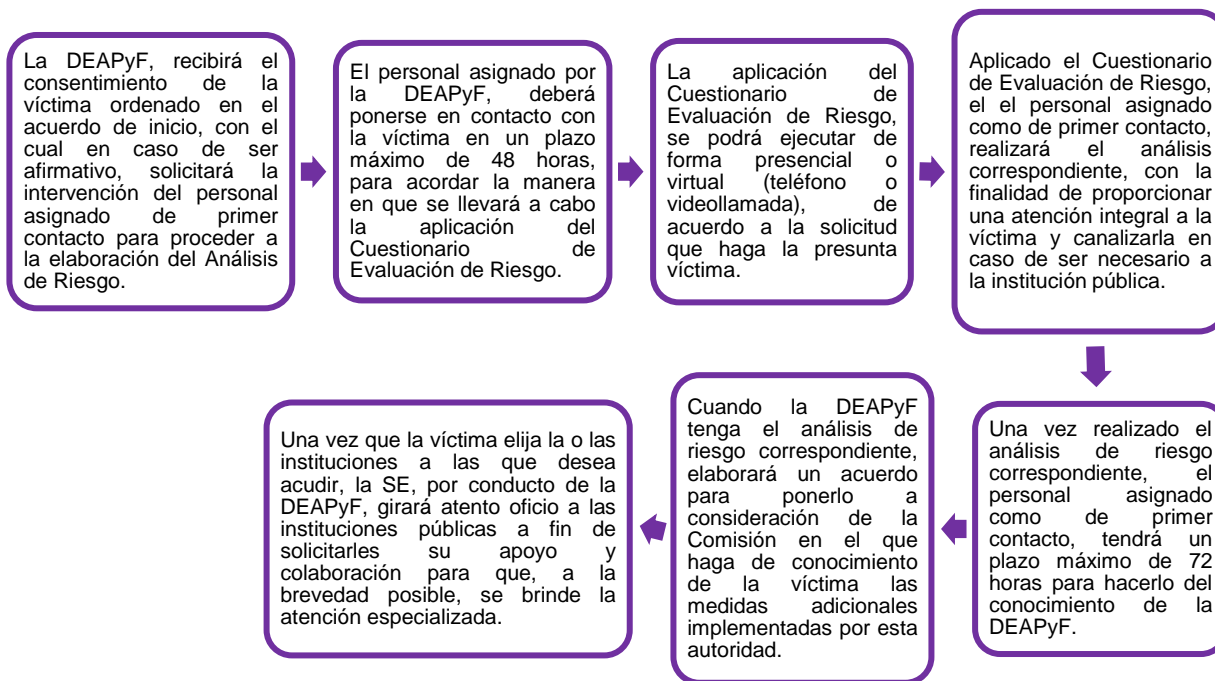 La DEAPyF, recibirá el
consentimiento de la
víctima ordenado en el
acuerdo de inicio, con el
cual en caso de ser
afirmativo, solicitará la
intervención del personal
asignado de primer
contacto para proceder a
la elaboración del Análisis
de Riesgo.
El personal asignado por
la DEAPyF, deberá
ponerse en contacto con
la víctima en un plazo
máximo de 48 horas,
para acordar la manera
en que se llevará a cabo
la aplicación del
Cuestionario de
Evaluación de Riesgo.
La aplicación del
Cuestionario de
Evaluación de Riesgo,
se podrá ejecutar de
forma presencial o
virtual (teléfono o
videollamada), de
acuerdo a la solicitud
que haga la presunta
víctima.
Aplicado el Cuestionario
de Evaluación de Riesgo,
el el personal asignado
como de primer contacto,
realizará el análisis
correspondiente, con la
finalidad de proporcionar
una atención integral a la
víctima y canalizarla en
caso de ser necesario a
la institución pública.
Una vez realizado el
análisis de riesgo
correspondiente, el
personal asignado
como de primer
contacto, tendrá un
plazo máximo de 72
horas para hacerlo del
conocimiento de la
DEAPyF.
Cuando la DEAPyF
tenga el análisis de
riesgo correspondiente,
elaborará un acuerdo
para ponerlo a
consideración de la
Comisión en el que
haga de conocimiento
de la víctima las
medidas adicionales
implementadas por esta
autoridad.
Una vez que la víctima elija la o las
instituciones a las que desea
acudir, la SE, por conducto de la
DEAPyF, girará atento oficio a las
instituciones públicas a fin de
solicitarles su apoyo y
colaboración para que, a la
brevedad posible, se brinde la
atención especializada.